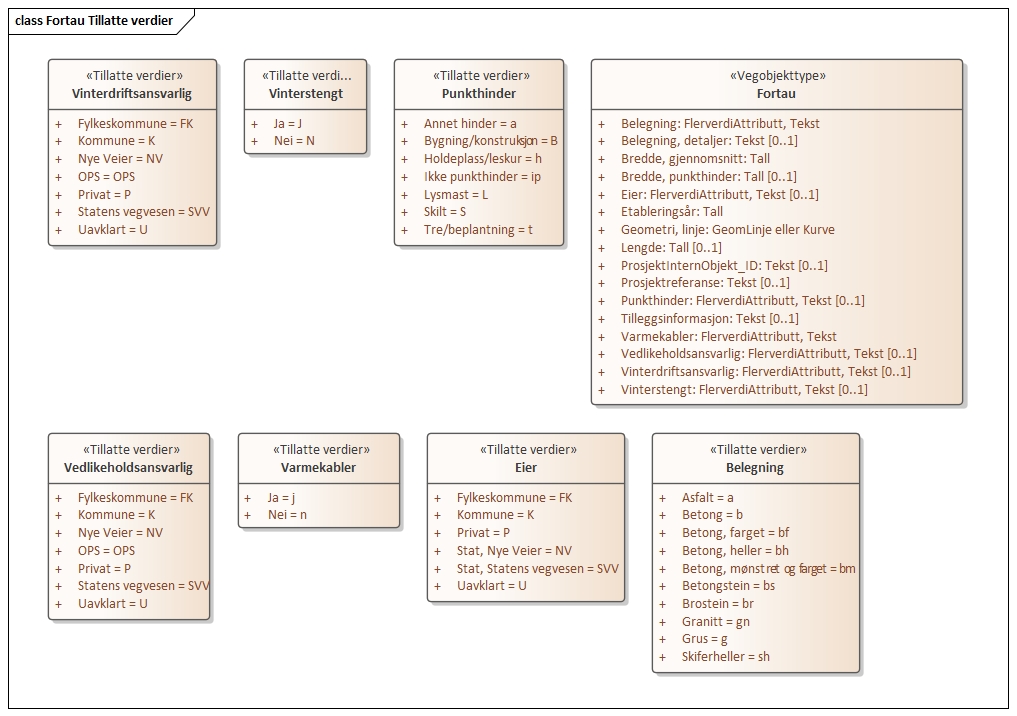 class Fortau Tillatte verdier
«Tillatte verdier»
Vinterdriftsansvarlig
+ Fylkeskommune = FK
+ Kommune = K
+ Nye Veier = NV
+ OPS = OPS
+ Privat = P
+ Statens vegvesen = SVV
+ Uavklart = U
«Tillatte verdi...
Vinterstengt
+ Ja = J
+ Nei = N
«Tillatte verdier»
Punkthinder
+ Annet hinder = a
+ Bygning/konstruksjon = B
+ Holdeplass/leskur = h
+ Ikke punkthinder = ip
+ Lysmast = L
+ Skilt = S
+ Tre/beplantning = t
«Vegobjekttype»
Fortau
+ Belegning: FlerverdiAttributt, Tekst
+ Belegning, detaljer: Tekst [0..1]
+ Bredde, gjennomsnitt: Tall
+ Bredde, punkthinder: Tall [0..1]
+ Eier: FlerverdiAttributt, Tekst [0..1]
+ Etableringsår: Tall
+ Geometri, linje: GeomLinje eller Kurve
+ Lengde: Tall [0..1]
+ ProsjektInternObjekt_ID: Tekst [0..1]
+ Prosjektreferanse: Tekst [0..1]
+ Punkthinder: FlerverdiAttributt, Tekst [0..1]
+ Tilleggsinformasjon: Tekst [0..1]
+ Varmekabler: FlerverdiAttributt, Tekst
+ Vedlikeholdsansvarlig: FlerverdiAttributt, Tekst [0..1]
+ Vinterdriftsansvarlig: FlerverdiAttributt, Tekst [0..1]
+ Vinterstengt: FlerverdiAttributt, Tekst [0..1]
«Tillatte verdier»
Vedlikeholdsansvarlig
+ Fylkeskommune = FK
+ Kommune = K
+ Nye Veier = NV
+ OPS = OPS
+ Privat = P
+ Statens vegvesen = SVV
+ Uavklart = U
«Tillatte verdier»
Varmekabler
+ Ja = j
+ Nei = n
«Tillatte verdier»
Eier
+ Fylkeskommune = FK
+ Kommune = K
+ Privat = P
+ Stat, Nye Veier = NV
+ Stat, Statens vegvesen = SVV
+ Uavklart = U
«Tillatte verdier»
Belegning
+ Asfalt = a
+ Betong = b
+ Betong, farget = bf
+ Betong, heller = bh
+ Betong, mønstret og farget = bm
+ Betongstein = bs
+ Brostein = br
+ Granitt = gn
+ Grus = g
+ Skiferheller = sh